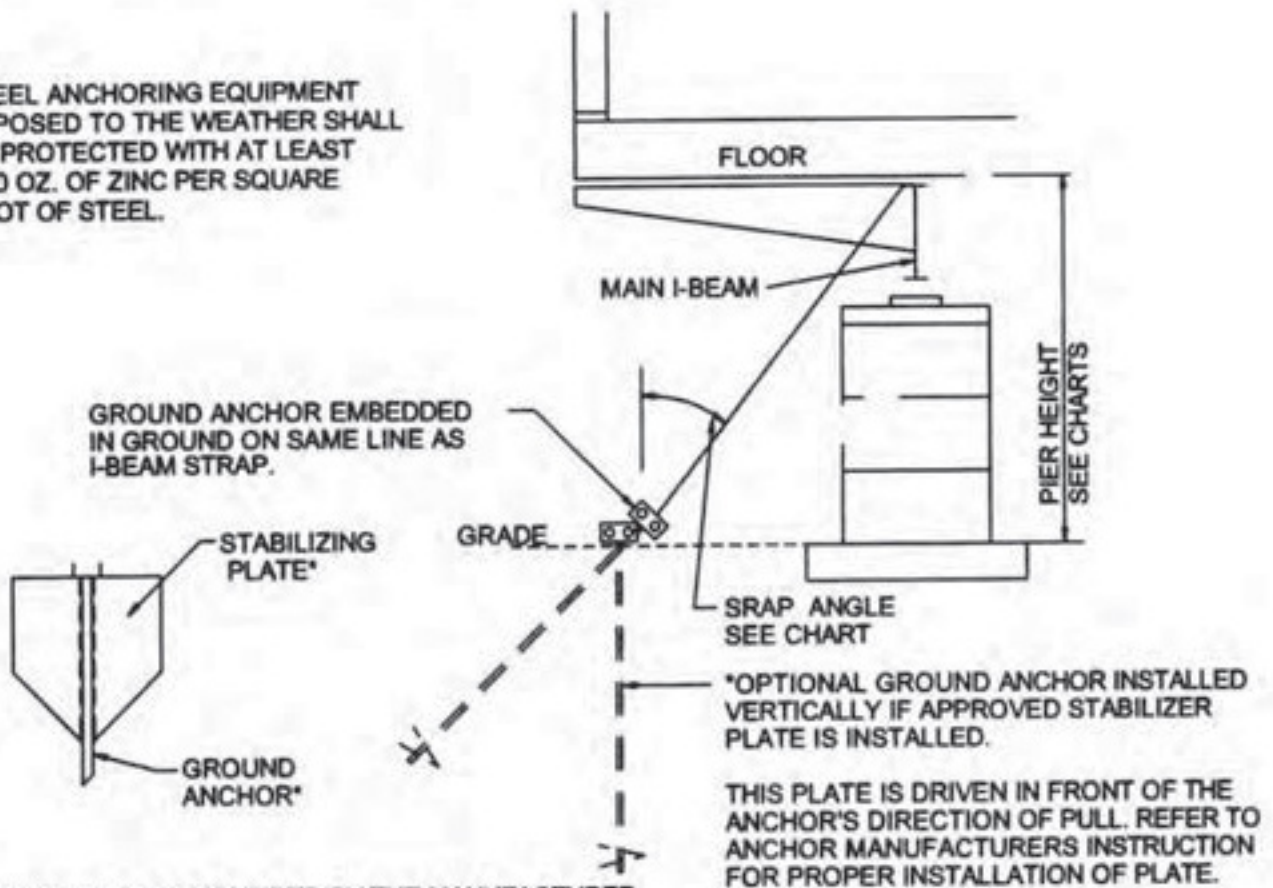 EEL ANCHORING EQUIPMENT
POSED TO THE WEATHER SHALL
PROTECTED WITH AT LEAST
0 OZ. OF ZINC PER SQUARE
OT OF STEEL.
FLOOR
MAIN I-BEAM
PIER HEIGHT
SEE CHARTS
GROUND ANCHOR EMBEDDED
IN GROUND ON SAME LINE AS
I-BEAM STRAP.
GRADE
STABILIZING
PLATE*
SRAP ANGLE
SEE CHART
*OPTIONAL GROUND ANCHOR INSTALLED
VERTICALLY IF APPROVED STABILIZER
PLATE IS INSTALLED.
GROUND
ANCHOR*
THIS PLATE IS DRIVEN IN FRONT OF THE
ANCHOR'S DIRECTION OF PULL. REFER TO
ANCHOR MANUFACTURERS INSTRUCTION
FOR PROPER INSTALLATION OF PLATE.